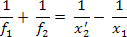 1/f₁ + 1/f₂ = 1/x₂′ − 1/x₁